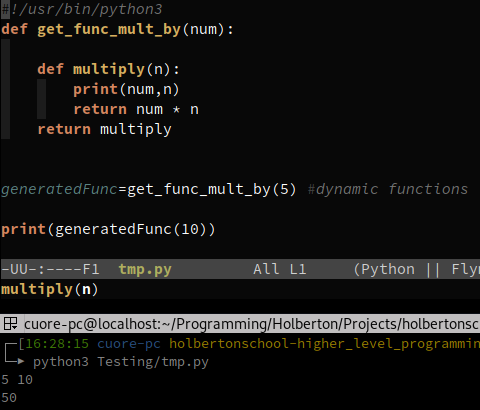 #!/usr/bin/python3
def get_func_mult_by(num):
    def multiply(n):
        print(num,n)
        return num * n
    return multiply
generatedFunc=get_func_mult_by(5) #dynamic functions
print(generatedFunc(10))
-UU-:----F1  tmp.py        All L1     (Python || Fly
multiply(n)
cuore-pc@localhost:~/Programming/Holberton/Projects/holbertonsc
[16:28:15 cuore-pc holbertonschool-higher_level_programmin
python3 Testing/tmp.py
5 10
50